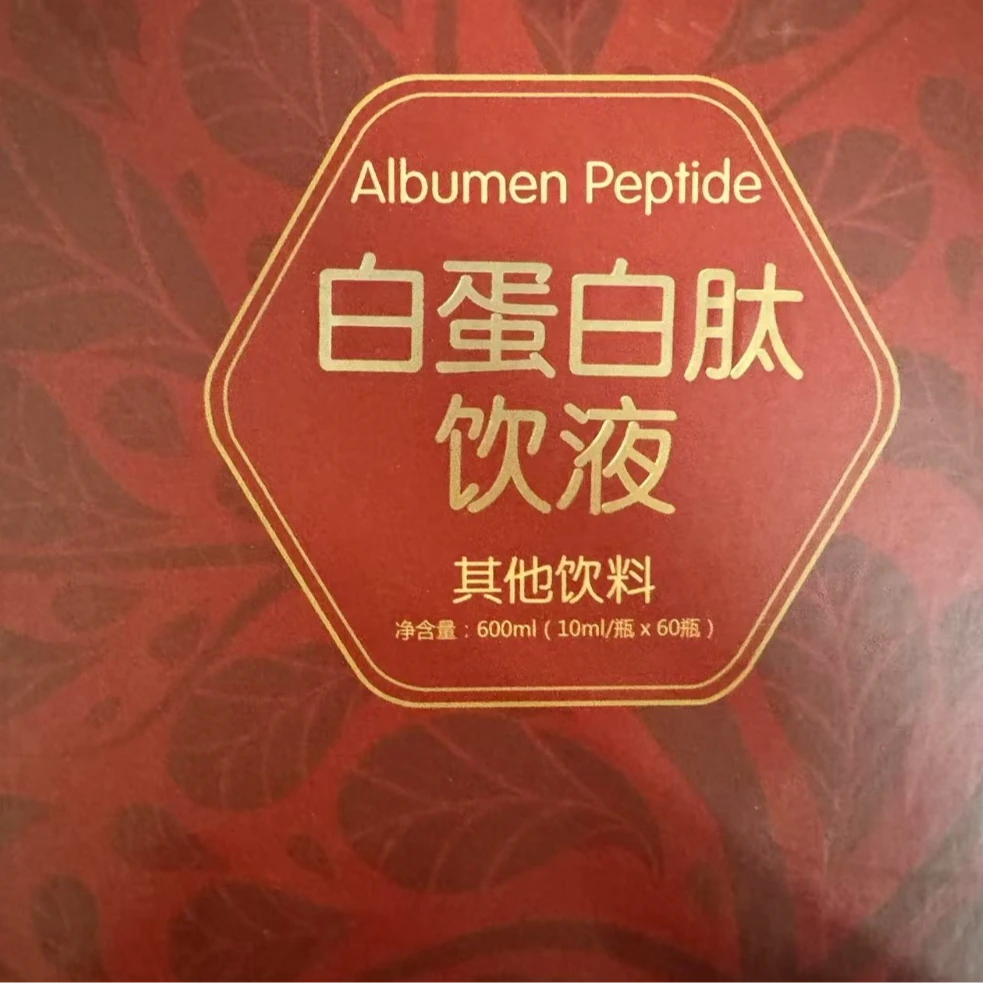 Albumen Peptide
白蛋白肽
饮液
其他饮料
净含量：600ml（10ml/瓶 x 60瓶）